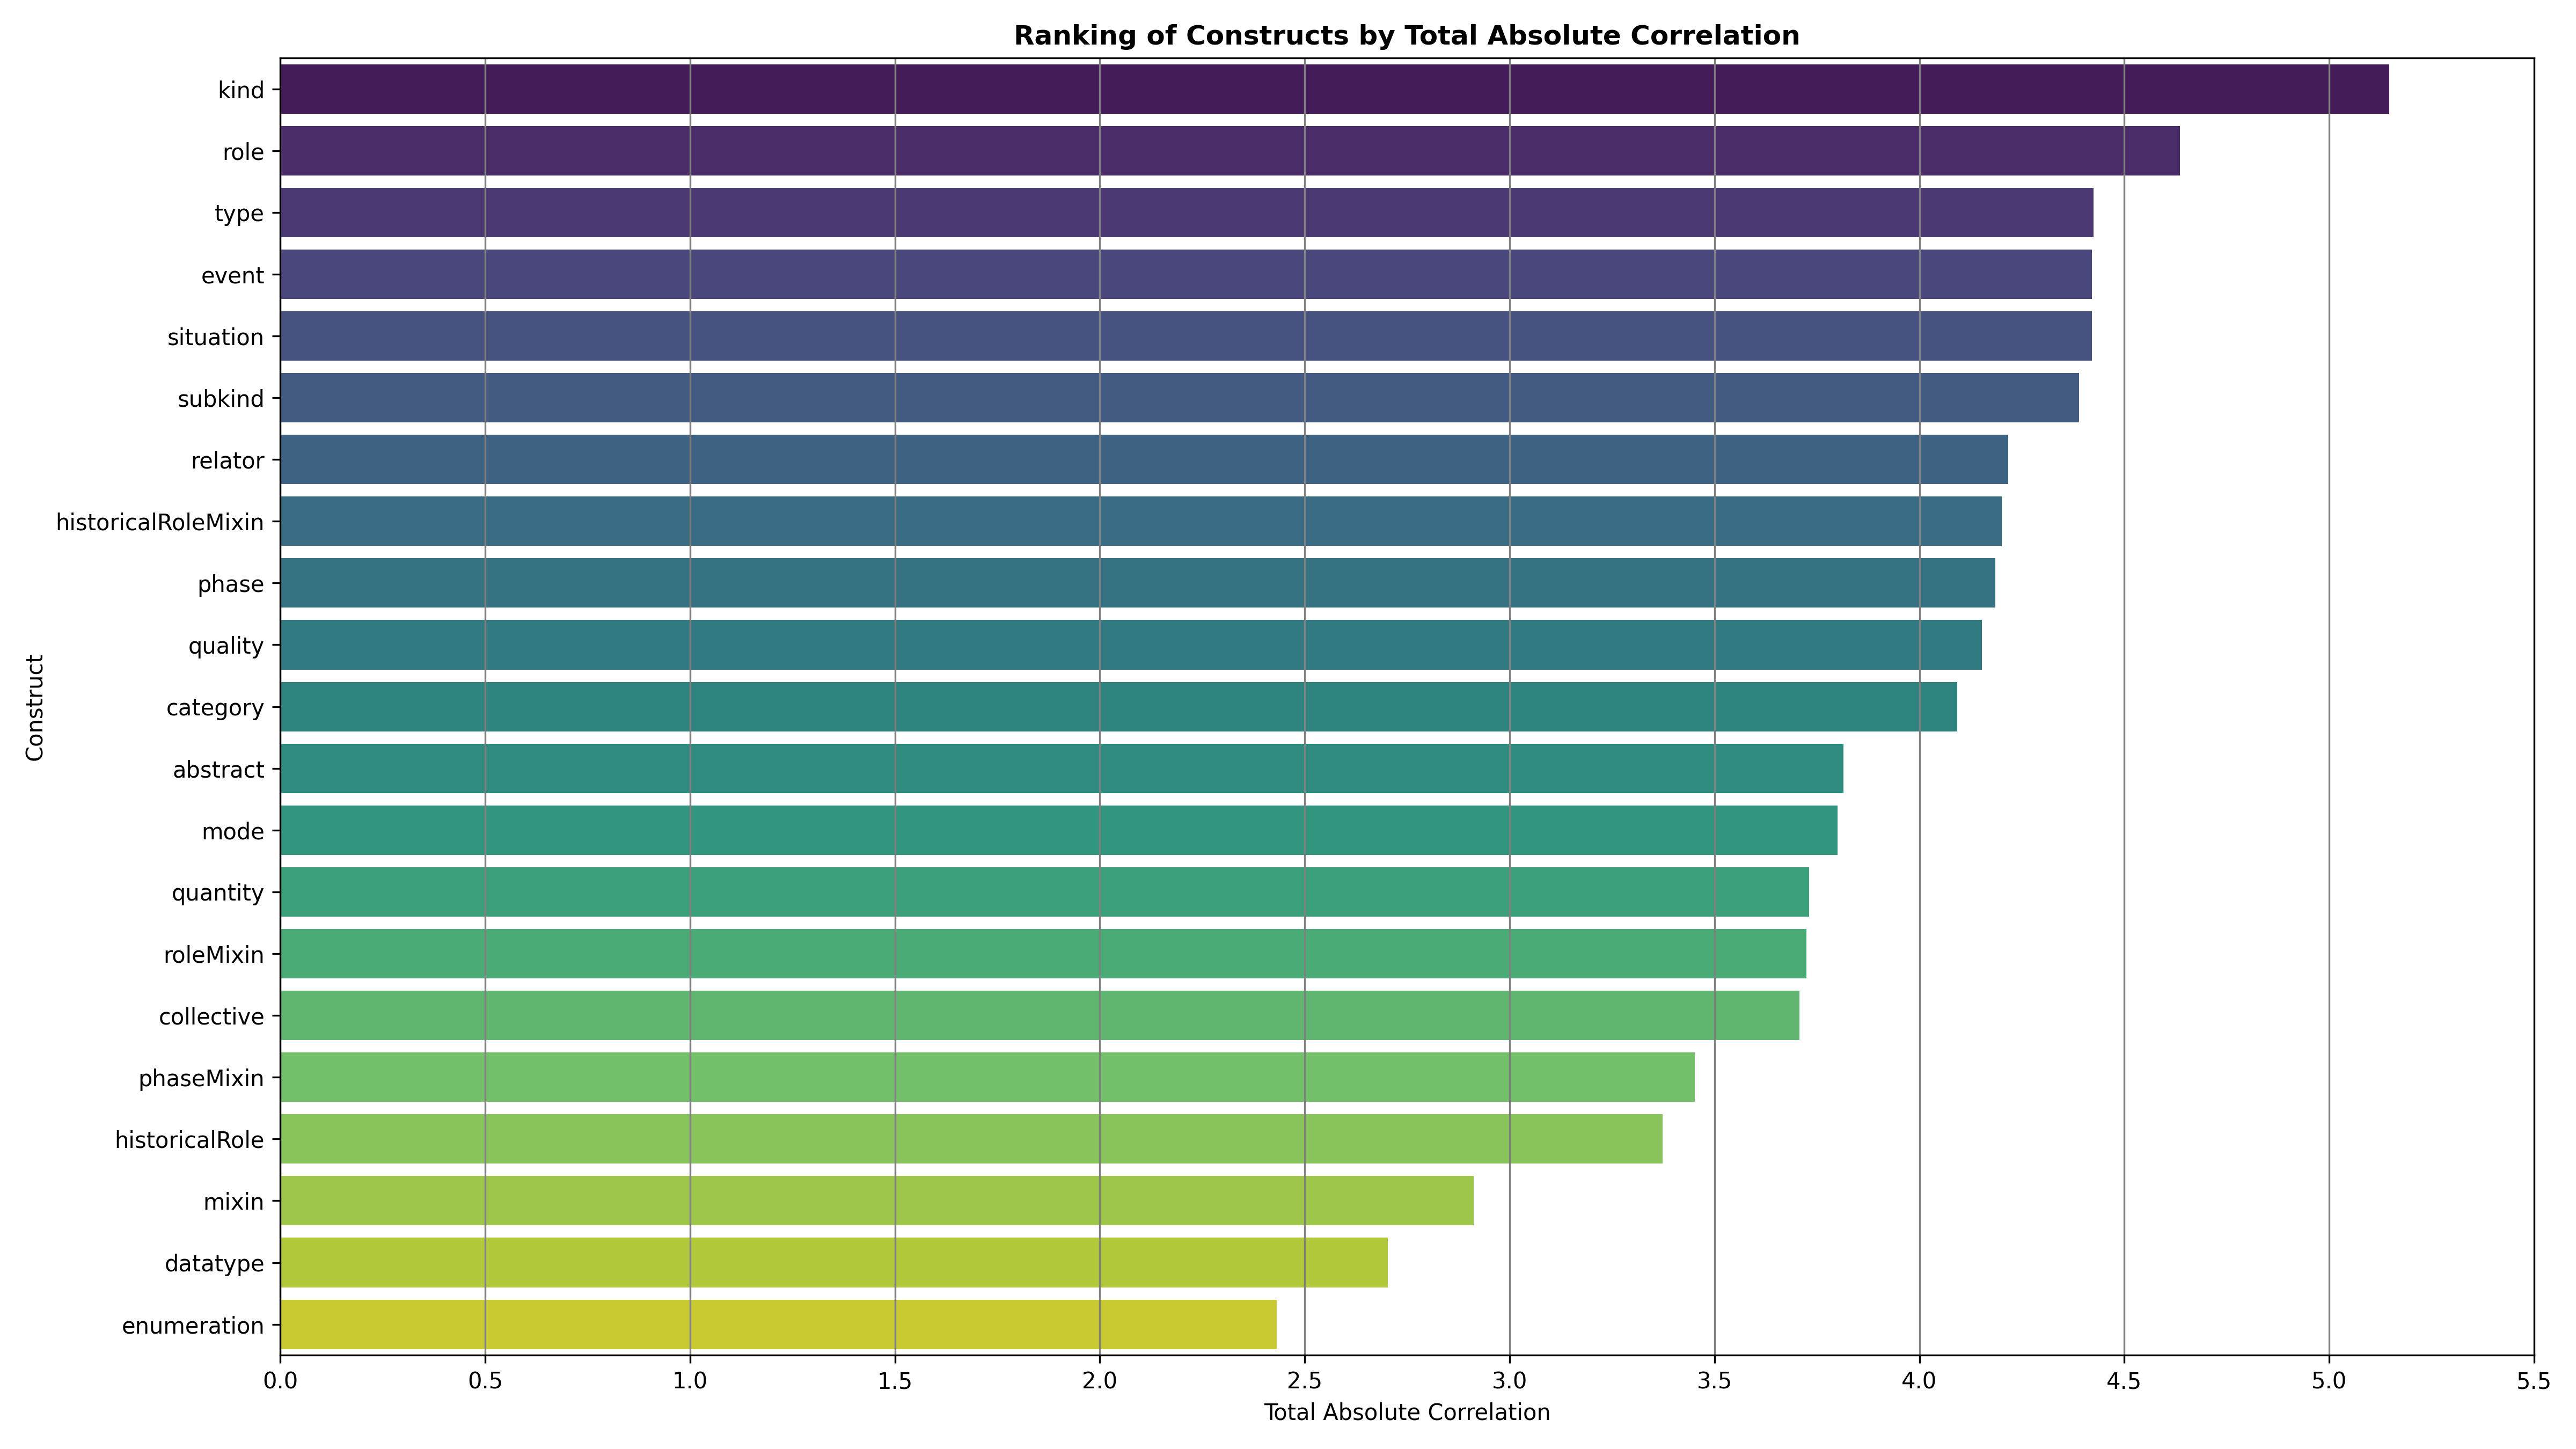 Ranking of Constructs by Total Absolute Correlation
Construct
kind
role
type
event
situation
subkind
relator
historicalRoleMixin
phase
quality
category
abstract
mode
quantity
roleMixin
collective
phaseMixin
historicalRole
mixin
datatype
enumeration
0.0 0.5 1.0 1.5 2.0 2.5 3.0 3.5 4.0 4.5 5.0 5.5
Total Absolute Correlation